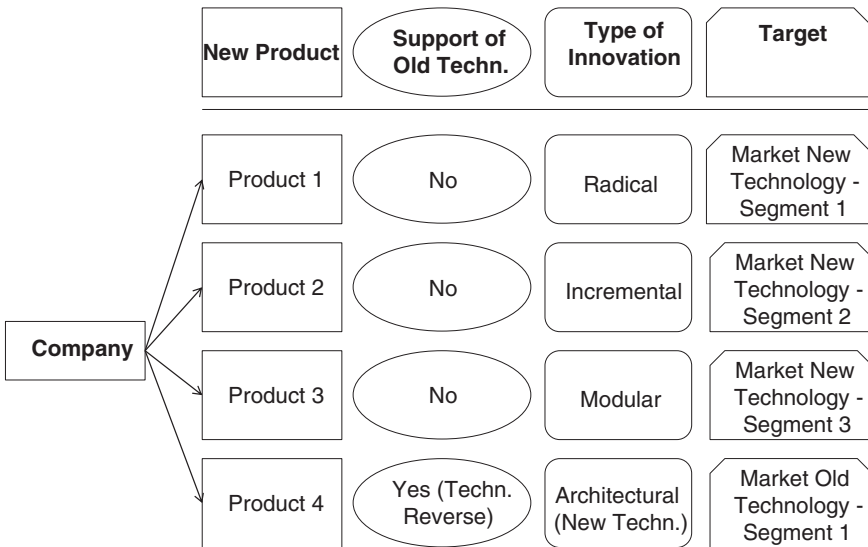 New Product
Support of
Old Techn.
Type of
Innovation
Target
Product 1
No
Radical
Market New
Technology -
Segment 1
Product 2
No
Incremental
Market New
Technology -
Segment 2
Company
Product 3
No
Modular
Market New
Technology -
Segment 3
Product 4
Yes (Techn.
Reverse)
Architectural
(New Techn.)
Market Old
Technology -
Segment 1